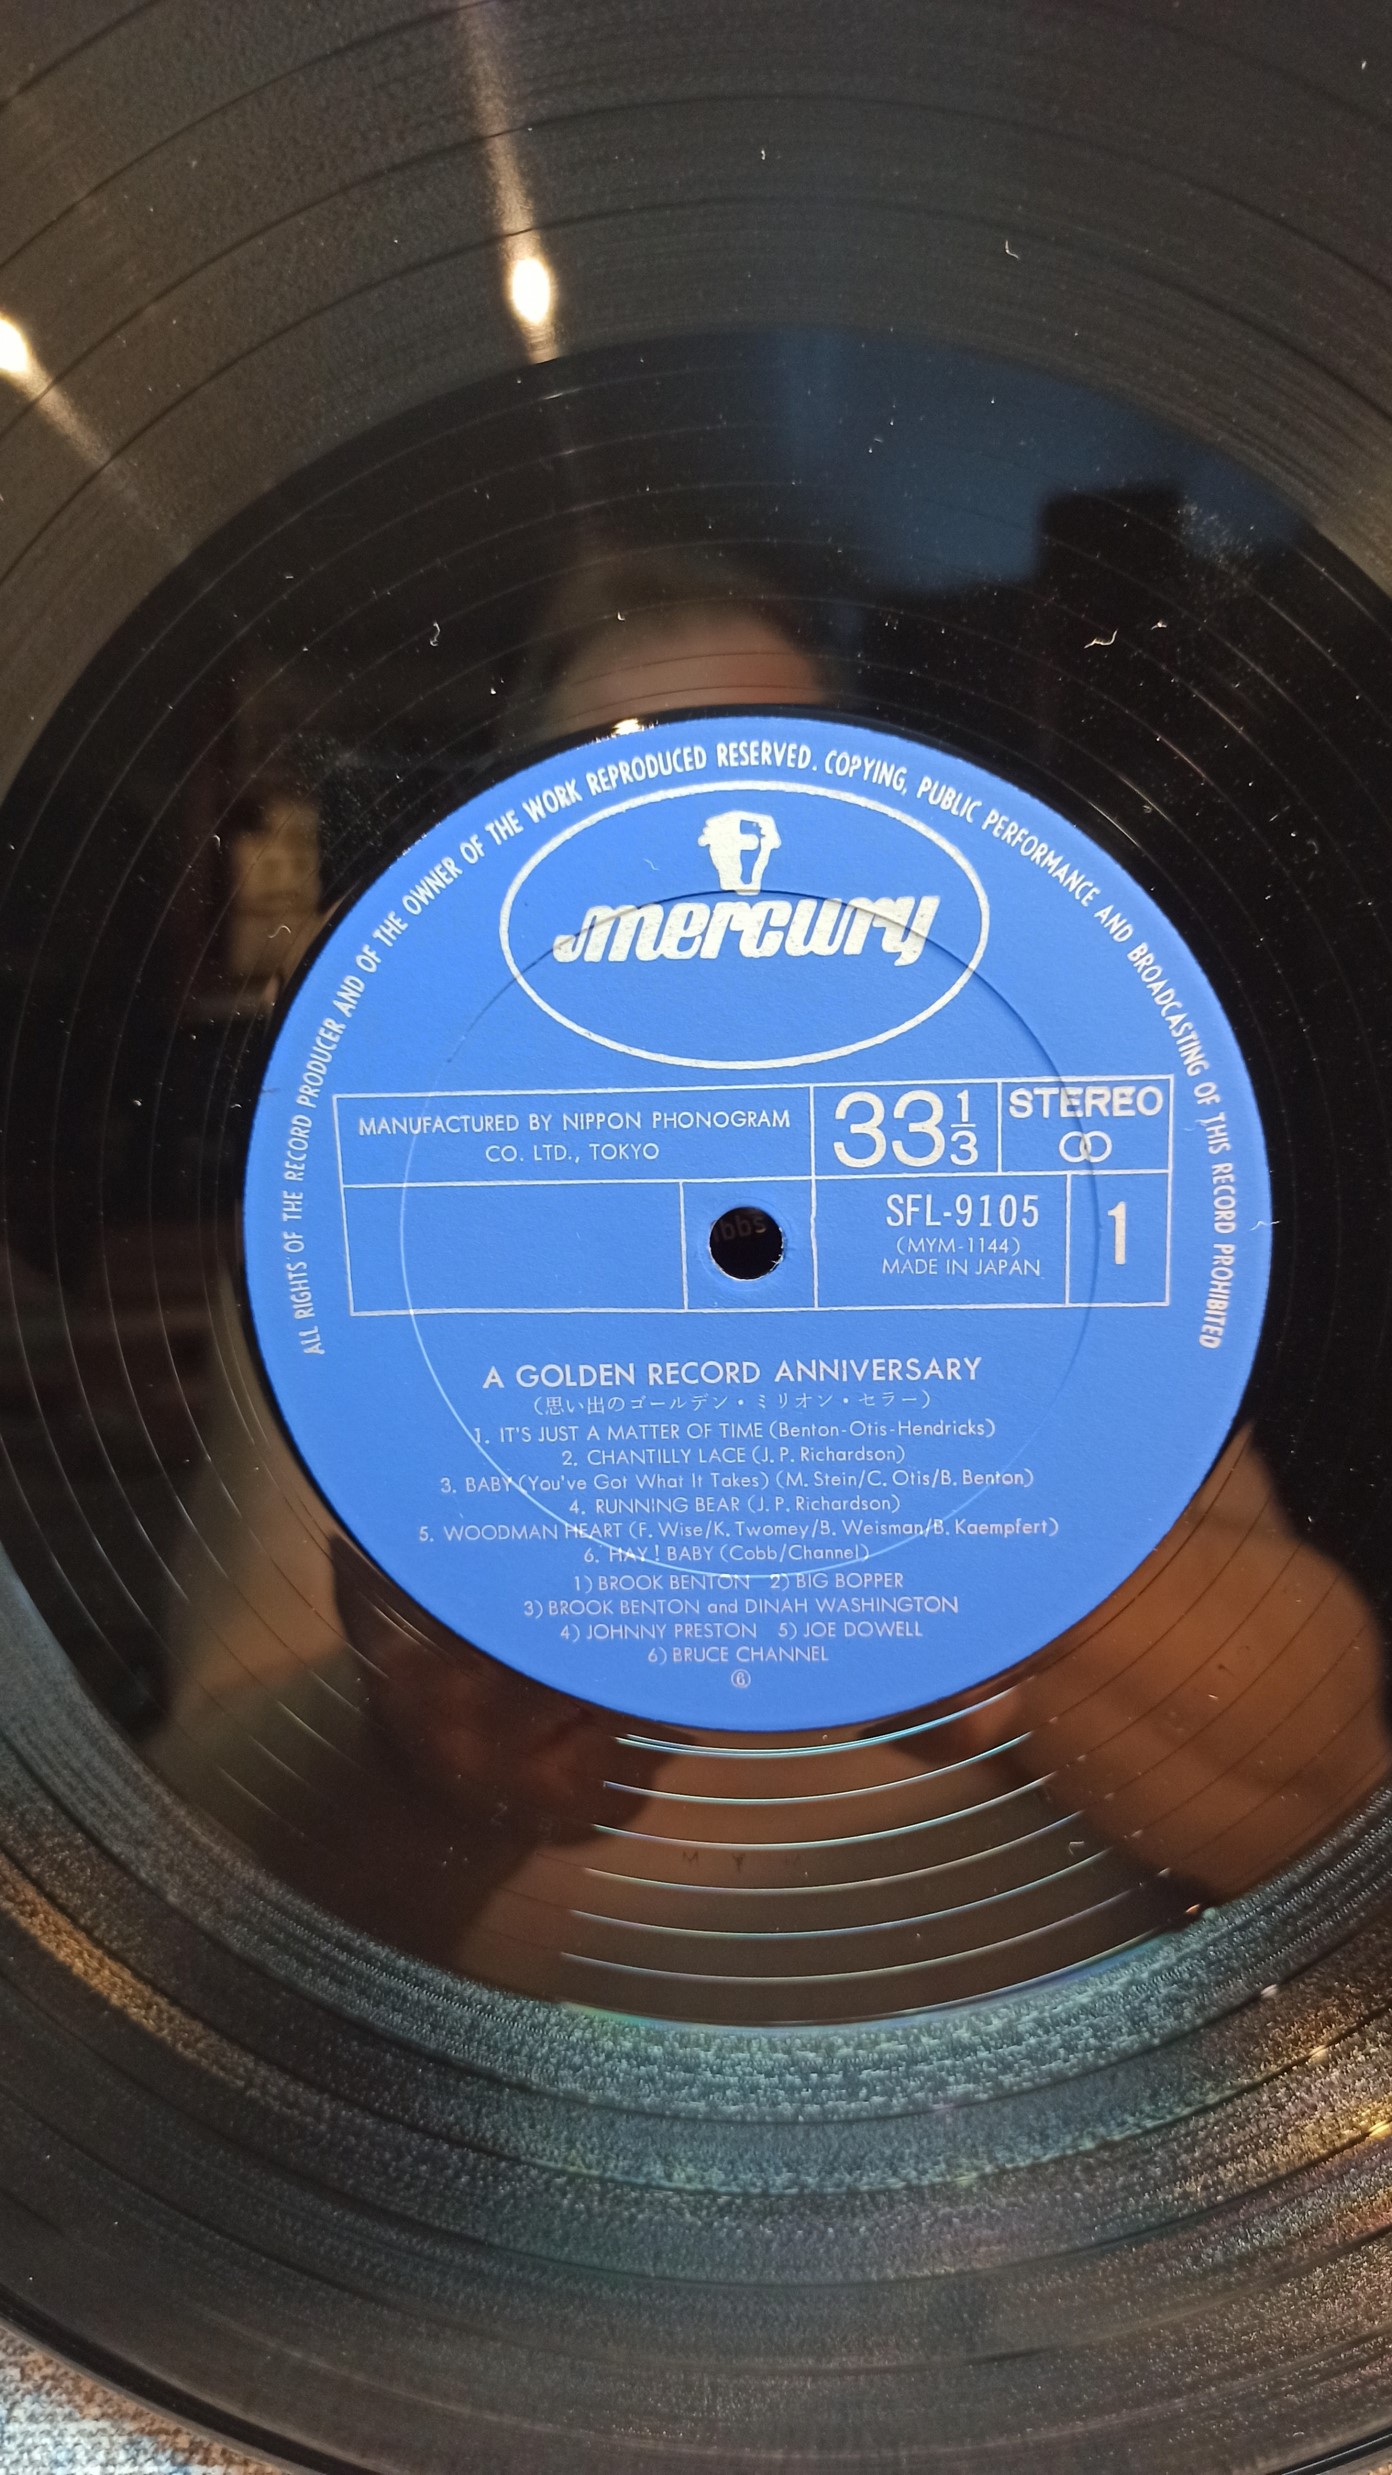 ALL RIGHTS OF THE RECORD PRODUCER AND OF THE OWNER OF THE WORK REPRODUCED RESERVED. COPYING, PUBLIC PERFORMANCE AND BROADCASTING OF THIS RECORD PROHIBITED
mercury
MANUFACTURED BY NIPPON PHONOGRAM
CO. LTD., TOKYO
33 1/3
STEREO
SFL-9105
(MYM-1144)
MADE IN JAPAN
1
A GOLDEN RECORD ANNIVERSARY
(思い出のゴールデン・ミリオン・セラー)
1. IT'S JUST A MATTER OF TIME (Benton-Otis-Hendricks)
2. CHANTILLY LACE (J. P. Richardson)
3. BABY (You've Got What It Takes) (M. Stein/C. Otis/B. Benton)
4. RUNNING BEAR (J. P. Richardson)
5. WOODMAN HEART (F. Wise/K. Twomey/B. Weisman/B. Kaempfert)
6. HAY! BABY (Cobb/Channel)
1) BROOK BENTON 2) BIG BOPPER
3) BROOK BENTON and DINAH WASHINGTON
4) JOHNNY PRESTON 5) JOE DOWELL
6) BRUCE CHANNEL